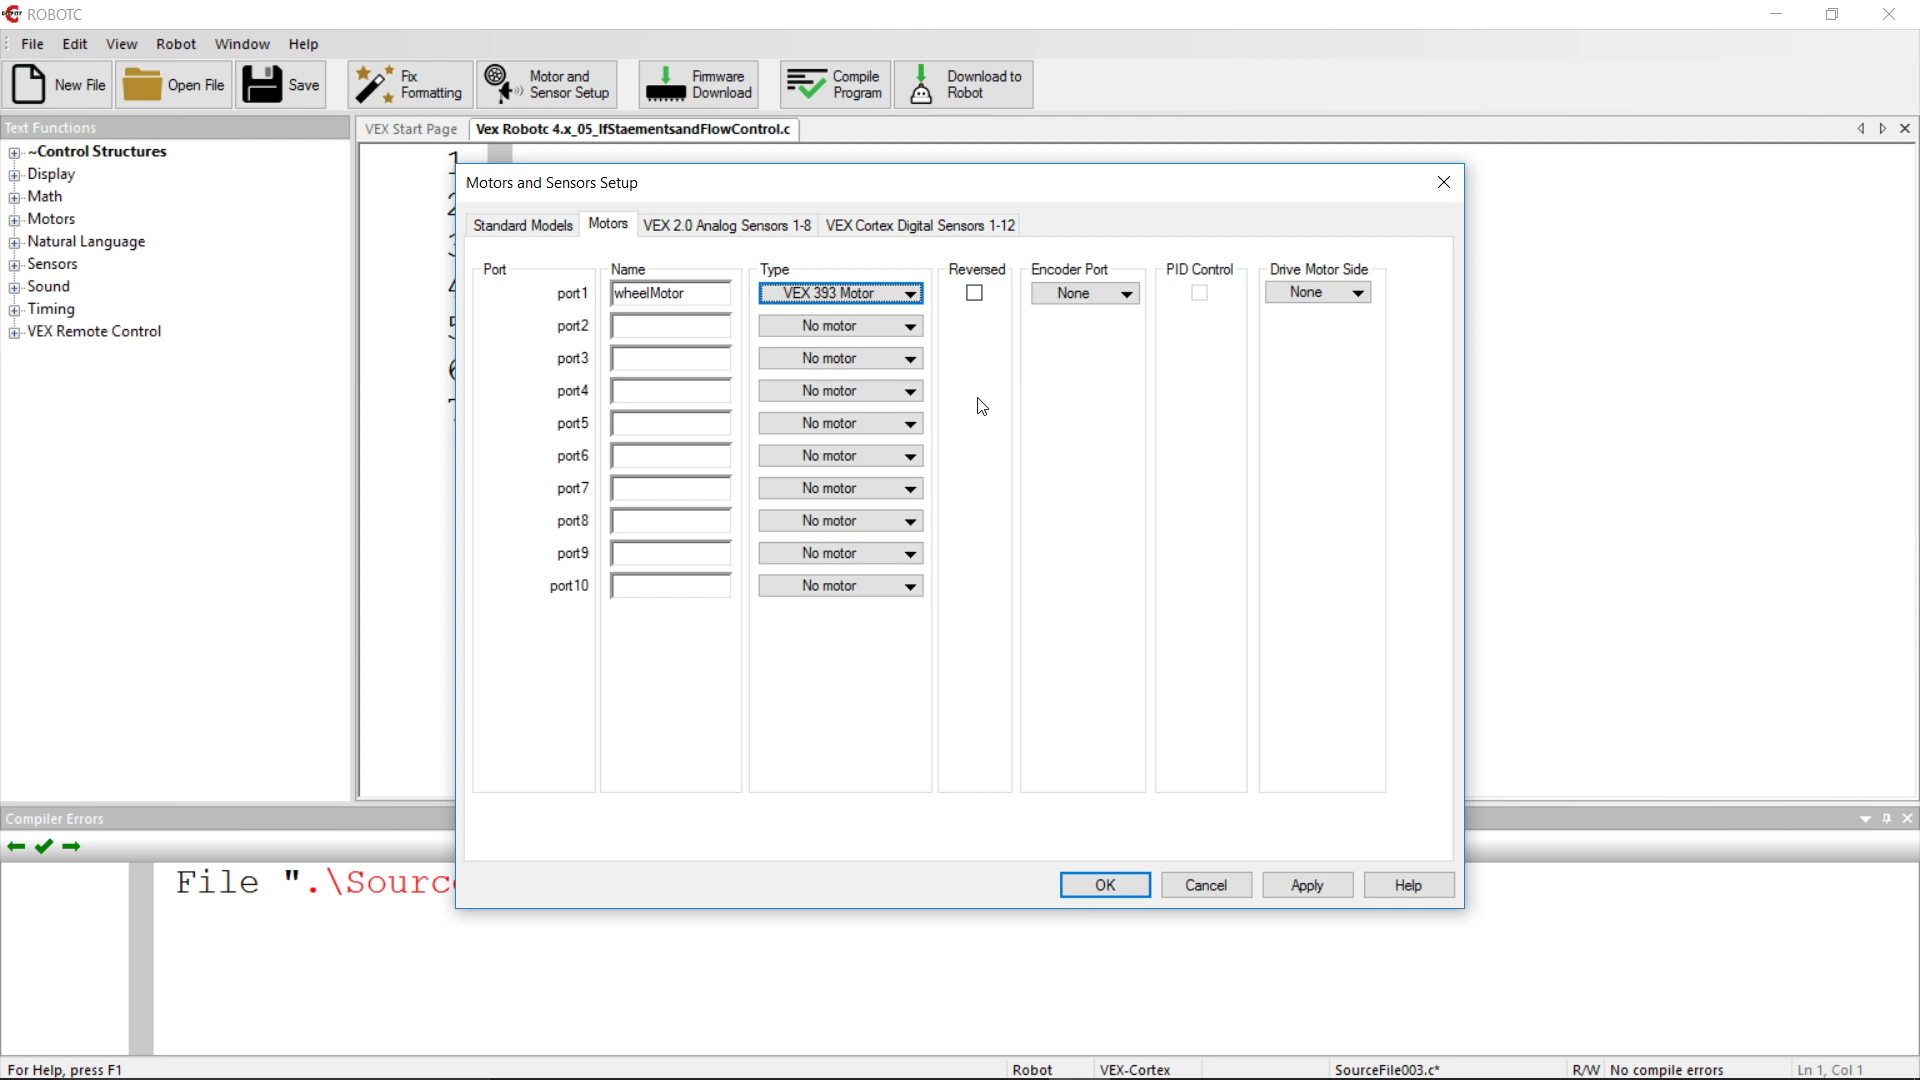 ROBOTC
File Edit View Robot Window Help
New File Open File Save Fix Formatting Motor and Sensor Setup Firmware Download Compile Program Download to Robot
Text Functions
VEX Start Page Vex Robotc 4.x_05_IfStaementsandFlowControl.c
~Control Structures
Display
Math
Motors
Natural Language
Sensors
Sound
Timing
VEX Remote Control
1
2
3
4
5
6
7
Motors and Sensors Setup
Standard Models Motors VEX 2.0 Analog Sensors 1-8 VEX Cortex Digital Sensors 1-12
Port Name Type Reversed Encoder Port PID Control Drive Motor Side
port1 wheelMotor VEX 393 Motor None None
port2 No motor
port3 No motor
port4 No motor
port5 No motor
port6 No motor
port7 No motor
port8 No motor
port9 No motor
port10 No motor
OK Cancel Apply Help
Compiler Errors
File ".\Sourc
For Help, press F1 Robot VEX-Cortex SourceFile003.c* R/W No compile errors Ln 1, Col 1